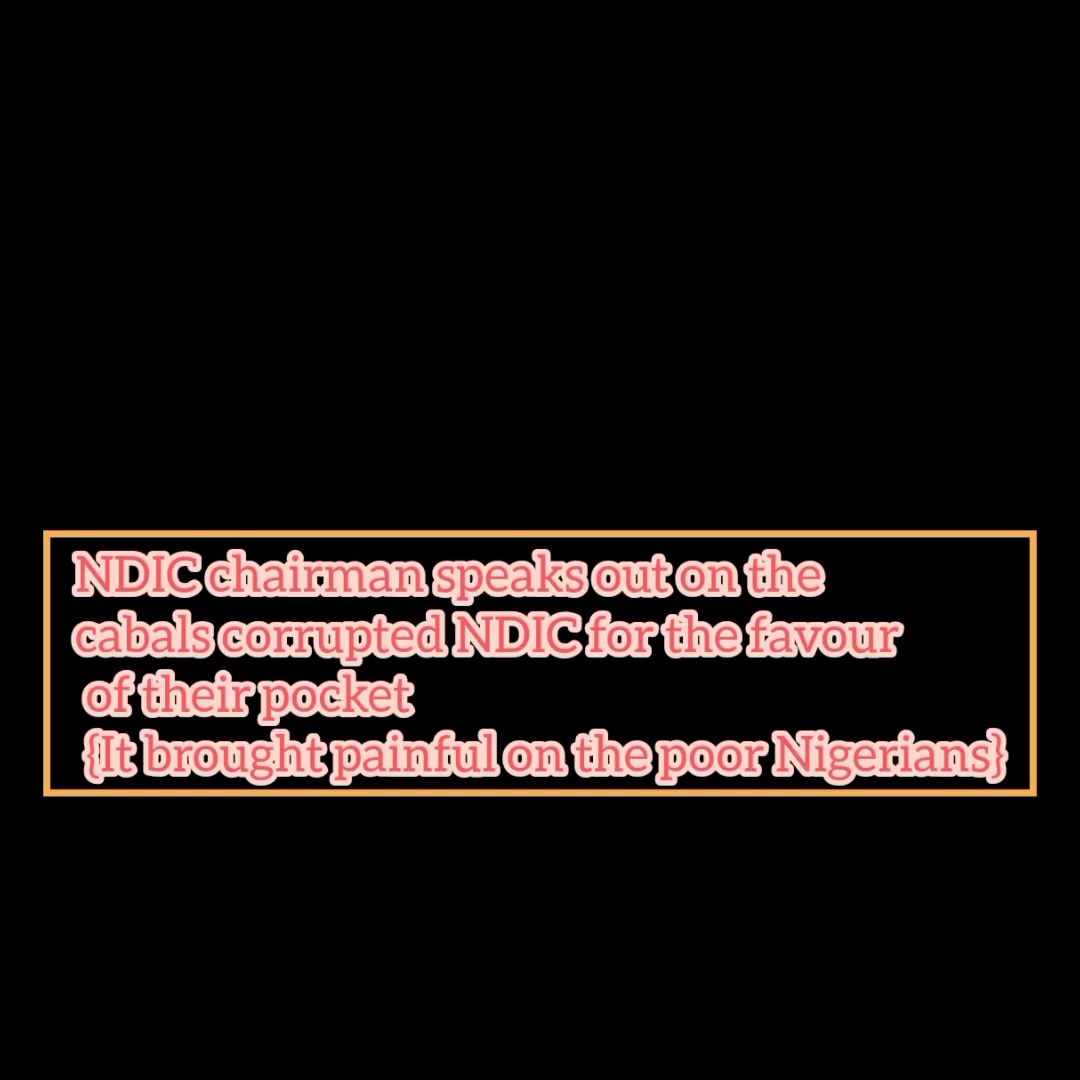 NDIC chairman speaks out on the
cabals corrupted NDIC for the favour
of their pocket
{It brought painful on the poor Nigerians}